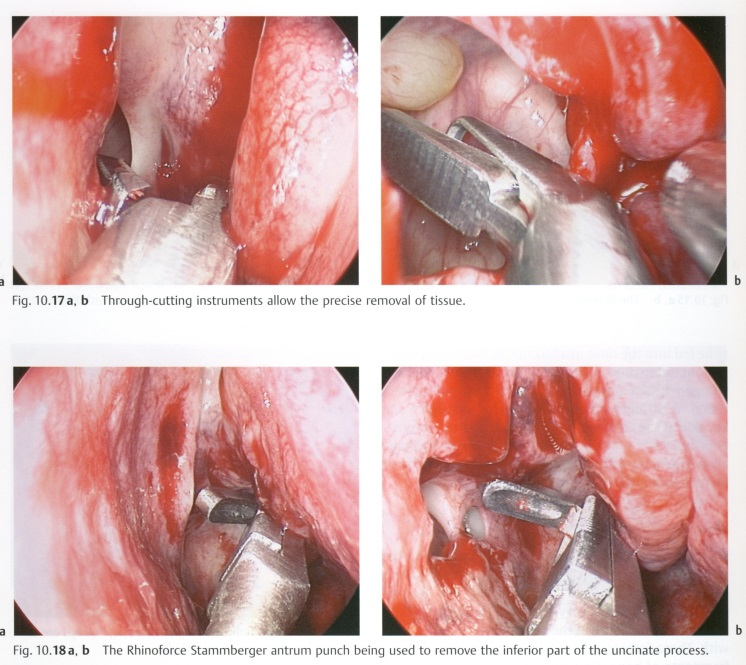 a
b
Fig. 10.17 a, b Through-cutting instruments allow the precise removal of tissue.
a
b
Fig. 10.18 a, b The Rhinoforce Stammberger antrum punch being used to remove the inferior part of the uncinate process.